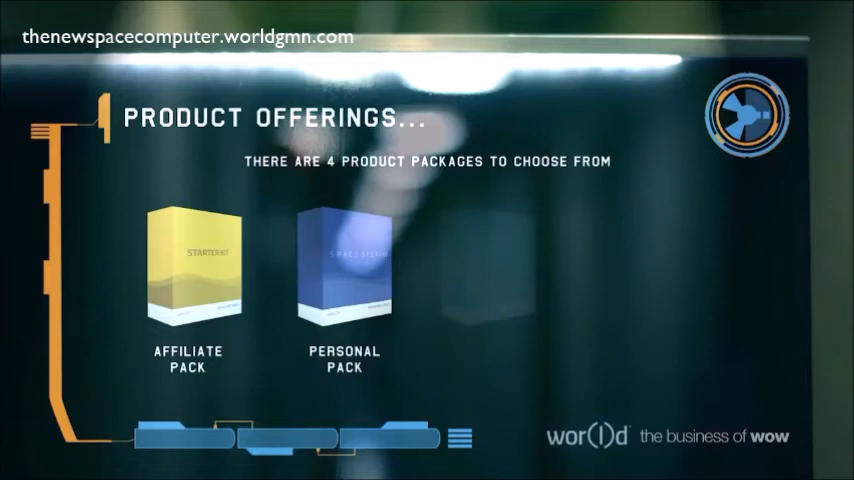 thenewspacecomputer.worldgmn.com
PRODUCT OFFERINGS...
THERE ARE 4 PRODUCT PACKAGES TO CHOOSE FROM
STARTER KIT
AFFILIATE
PACK
PERSONAL
PACK
wor(l)d the business of wow